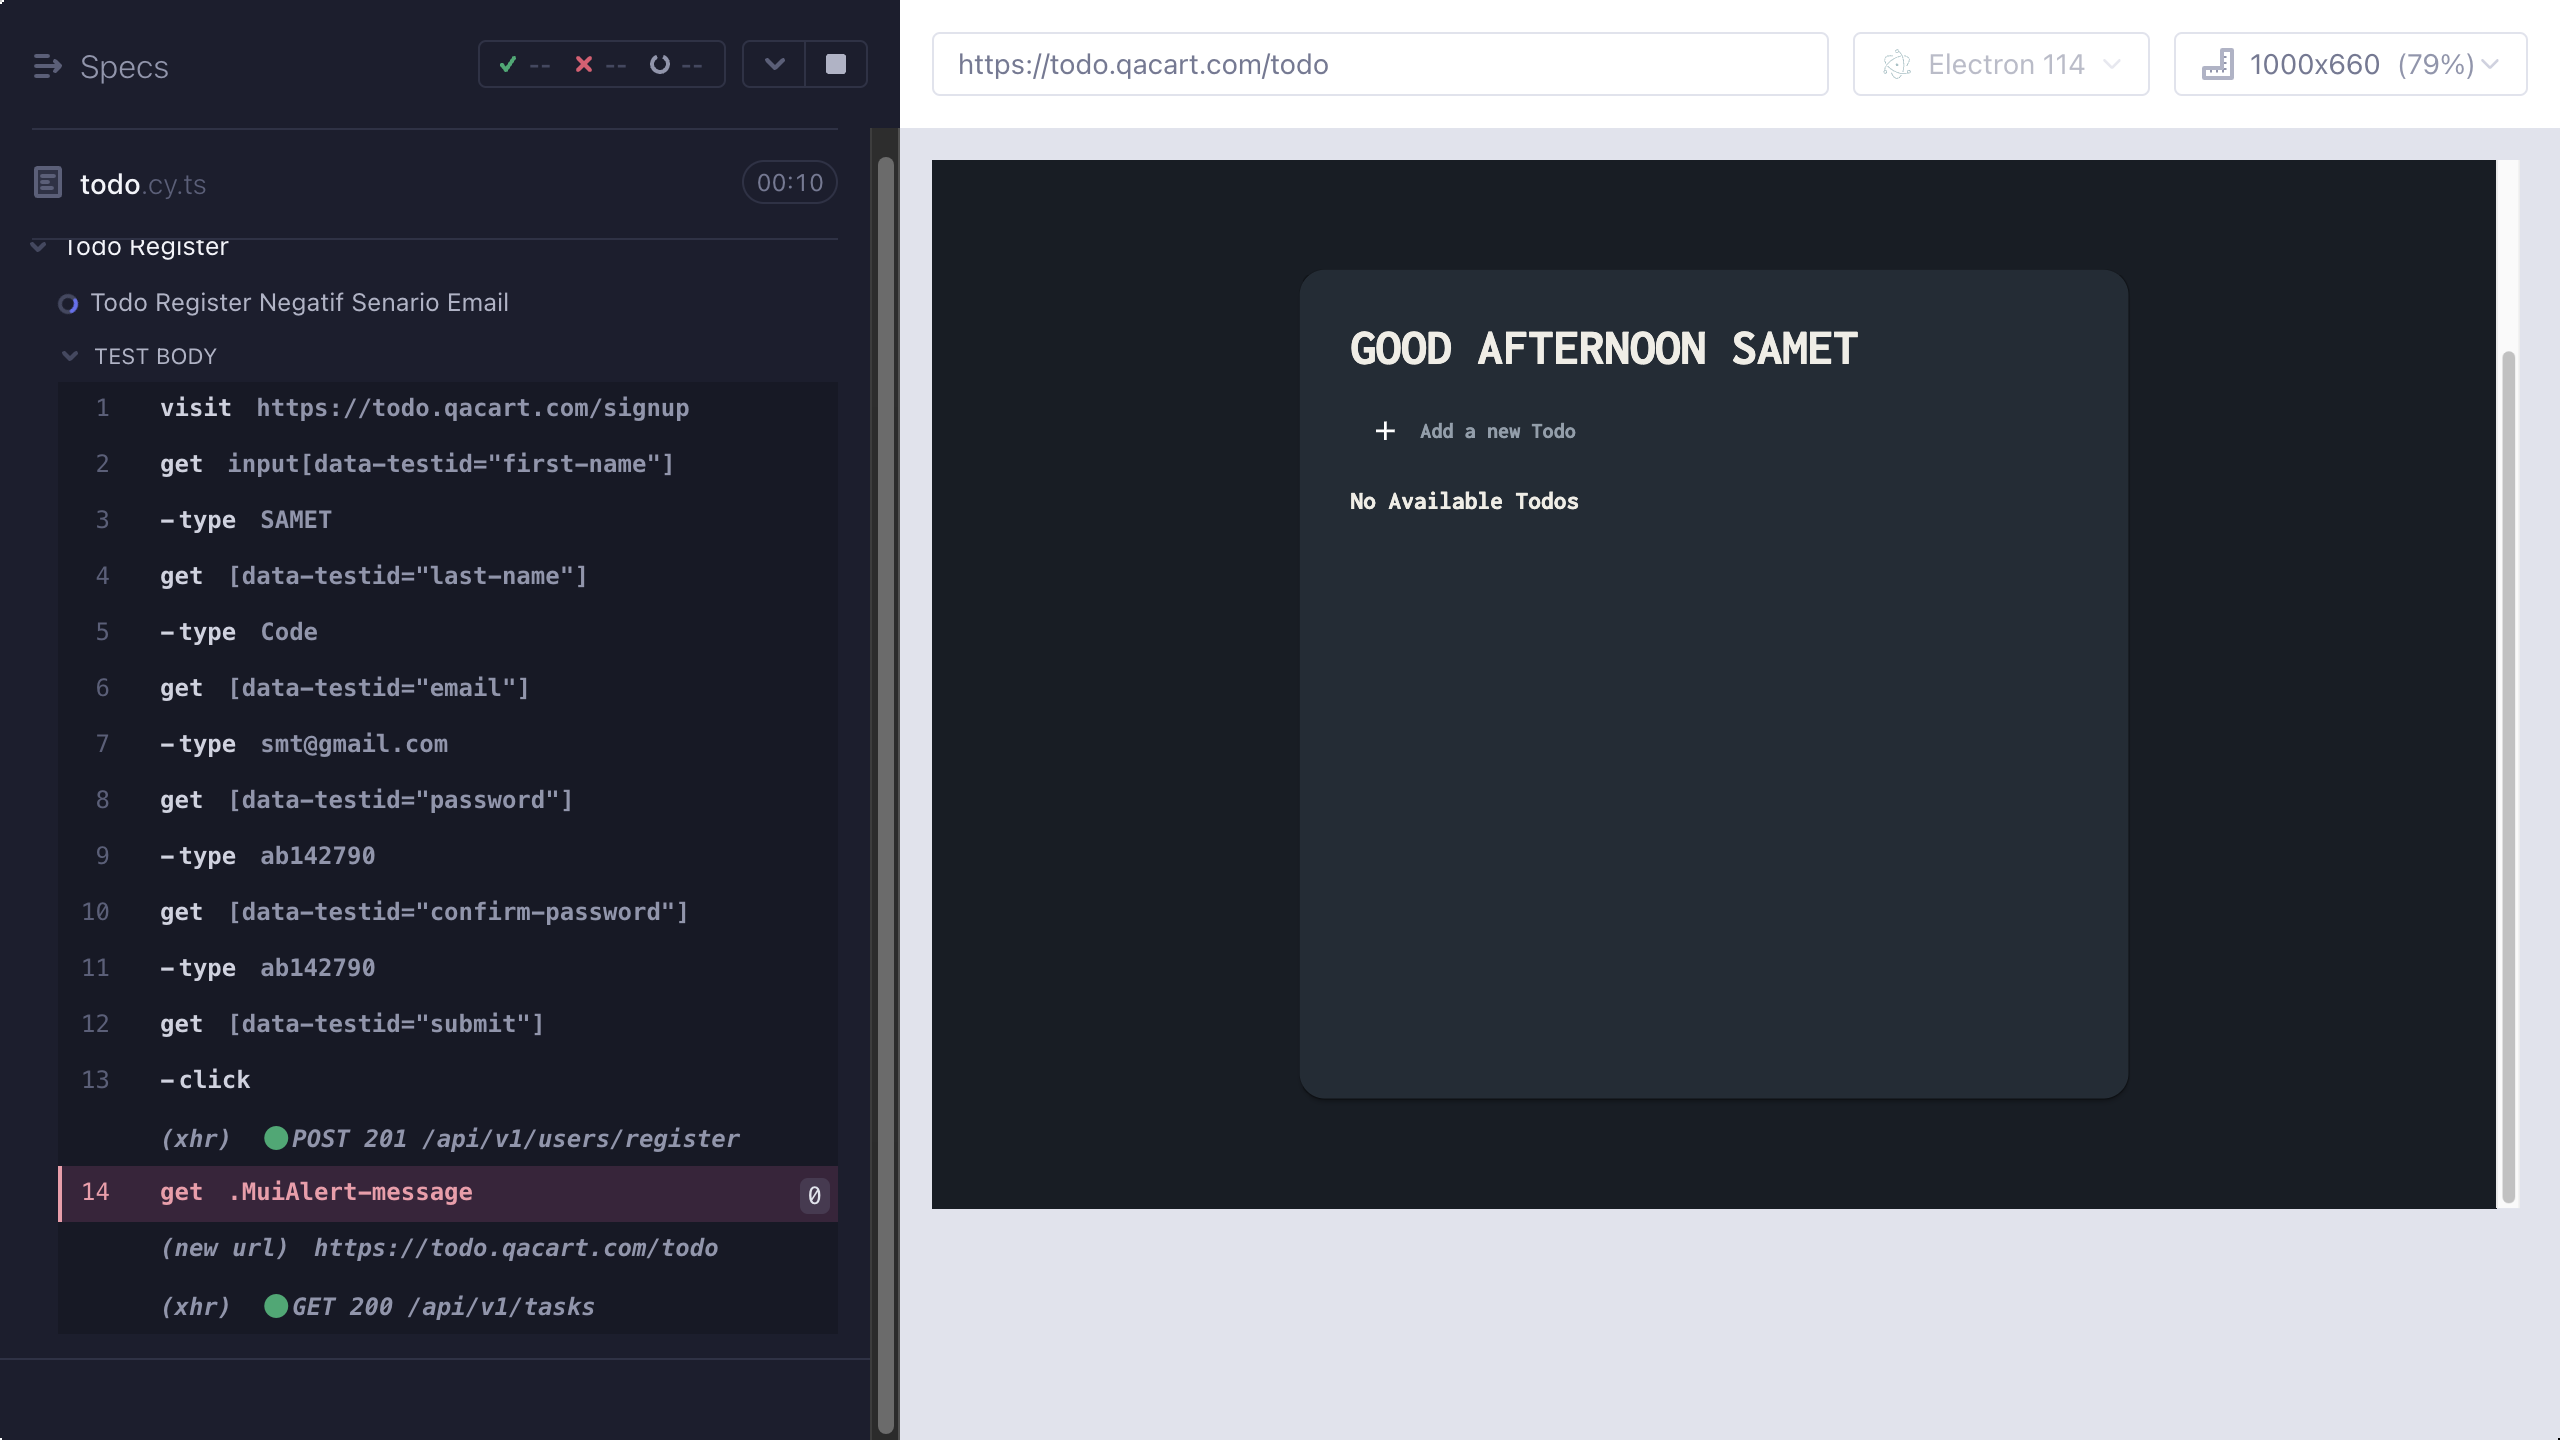 Specs
-- -- --
todo.cy.ts 00:10
Todo Register
Todo Register Negatif Senario Email
TEST BODY
1 visit https://todo.qacart.com/signup
2 get input[data-testid="first-name"]
3 -type SAMET
4 get [data-testid="last-name"]
5 -type Code
6 get [data-testid="email"]
7 -type smt@gmail.com
8 get [data-testid="password"]
9 -type ab142790
10 get [data-testid="confirm-password"]
11 -type ab142790
12 get [data-testid="submit"]
13 -click
(xhr) POST 201 /api/v1/users/register
14 get .MuiAlert-message 0
(new url) https://todo.qacart.com/todo
(xhr) GET 200 /api/v1/tasks
https://todo.qacart.com/todo
Electron 114
1000x660 (79%)
GOOD AFTERNOON SAMET
+ Add a new Todo
No Available Todos